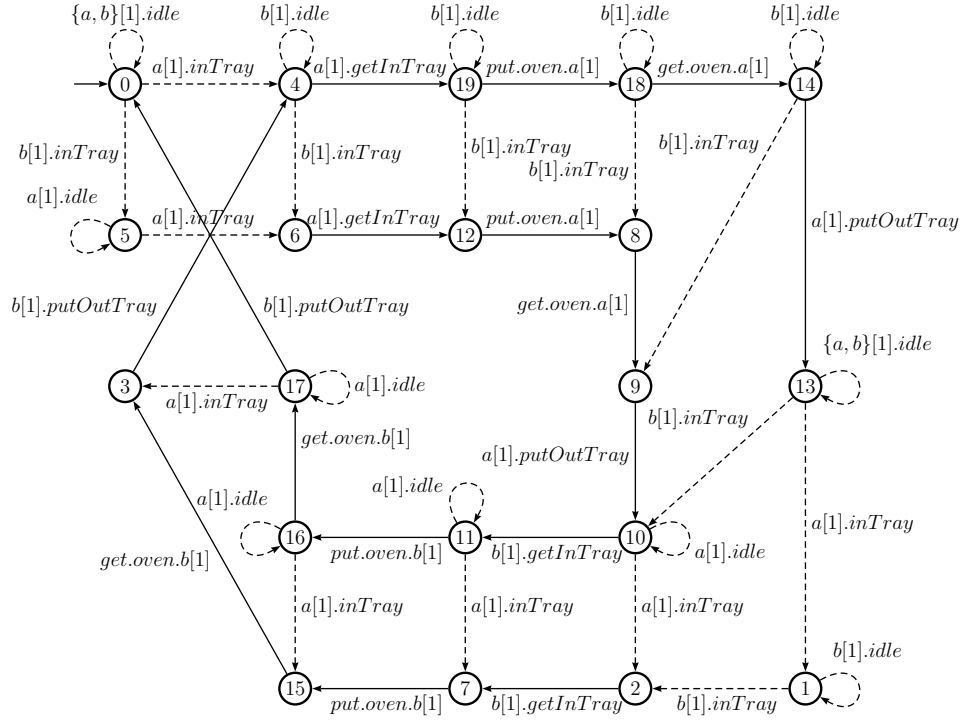 {a, b}[1].idle
b[1].idle
b[1].idle
b[1].idle
b[1].idle
0
a[1].inTray
4
a[1].getInTray
19
put.oven.a[1]
18
get.oven.a[1]
14
b[1].inTray
b[1].inTray
b[1].inTray
b[1].inTray
b[1].inTray
a[1].idle
5
a[1].inTray
6
a[1].getInTray
12
put.oven.a[1]
8
a[1].putOutTray
b[1].putOutTray
b[1].putOutTray
get.oven.a[1]
{a, b}[1].idle
3
a[1].inTray
17
a[1].idle
9
b[1].inTray
13
get.oven.b[1]
a[1].putOutTray
a[1].idle
a[1].idle
16
put.oven.b[1]
11
b[1].getInTray
10
a[1].idle
a[1].inTray
get.oven.b[1]
a[1].inTray
a[1].inTray
a[1].inTray
b[1].idle
15
put.oven.b[1]
7
b[1].getInTray
2
b[1].inTray
1